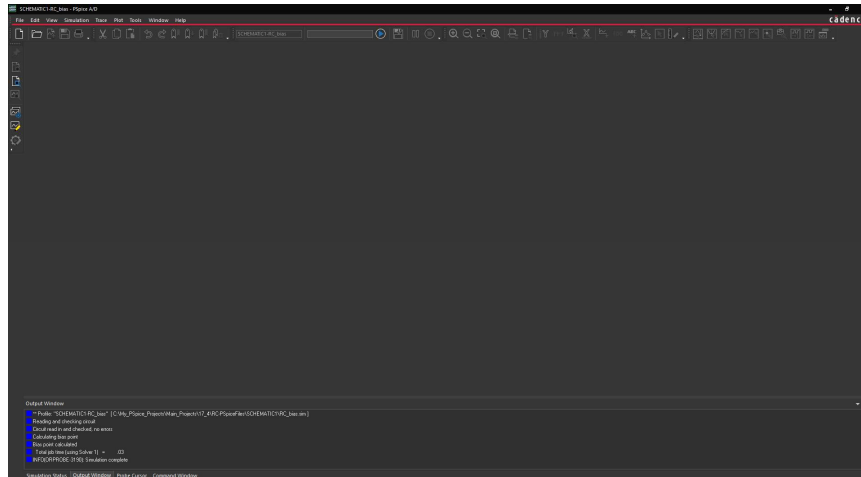 SCHEMATIC1-RC_bias - PSpice A/D
File Edit View Simulation Trace Plot Tools Window Help
cādenc
SCHEMATIC1-RC_bias
Output Window
** Profile: "SCHEMATIC1-RC_bias" [ C:\My_PSpice_Projects\Main_Projects\17_4\RC-PSpiceFiles\SCHEMATIC1\RC_bias.sim ]
Reading and checking circuit
Circuit read in and checked, no errors
Calculating bias point
Bias point calculated
Total job time (using Solver 1) = .03
INFO(ORPROBE-3190): Simulation complete
Simulation Status Output Window Probe Cursor Command Window